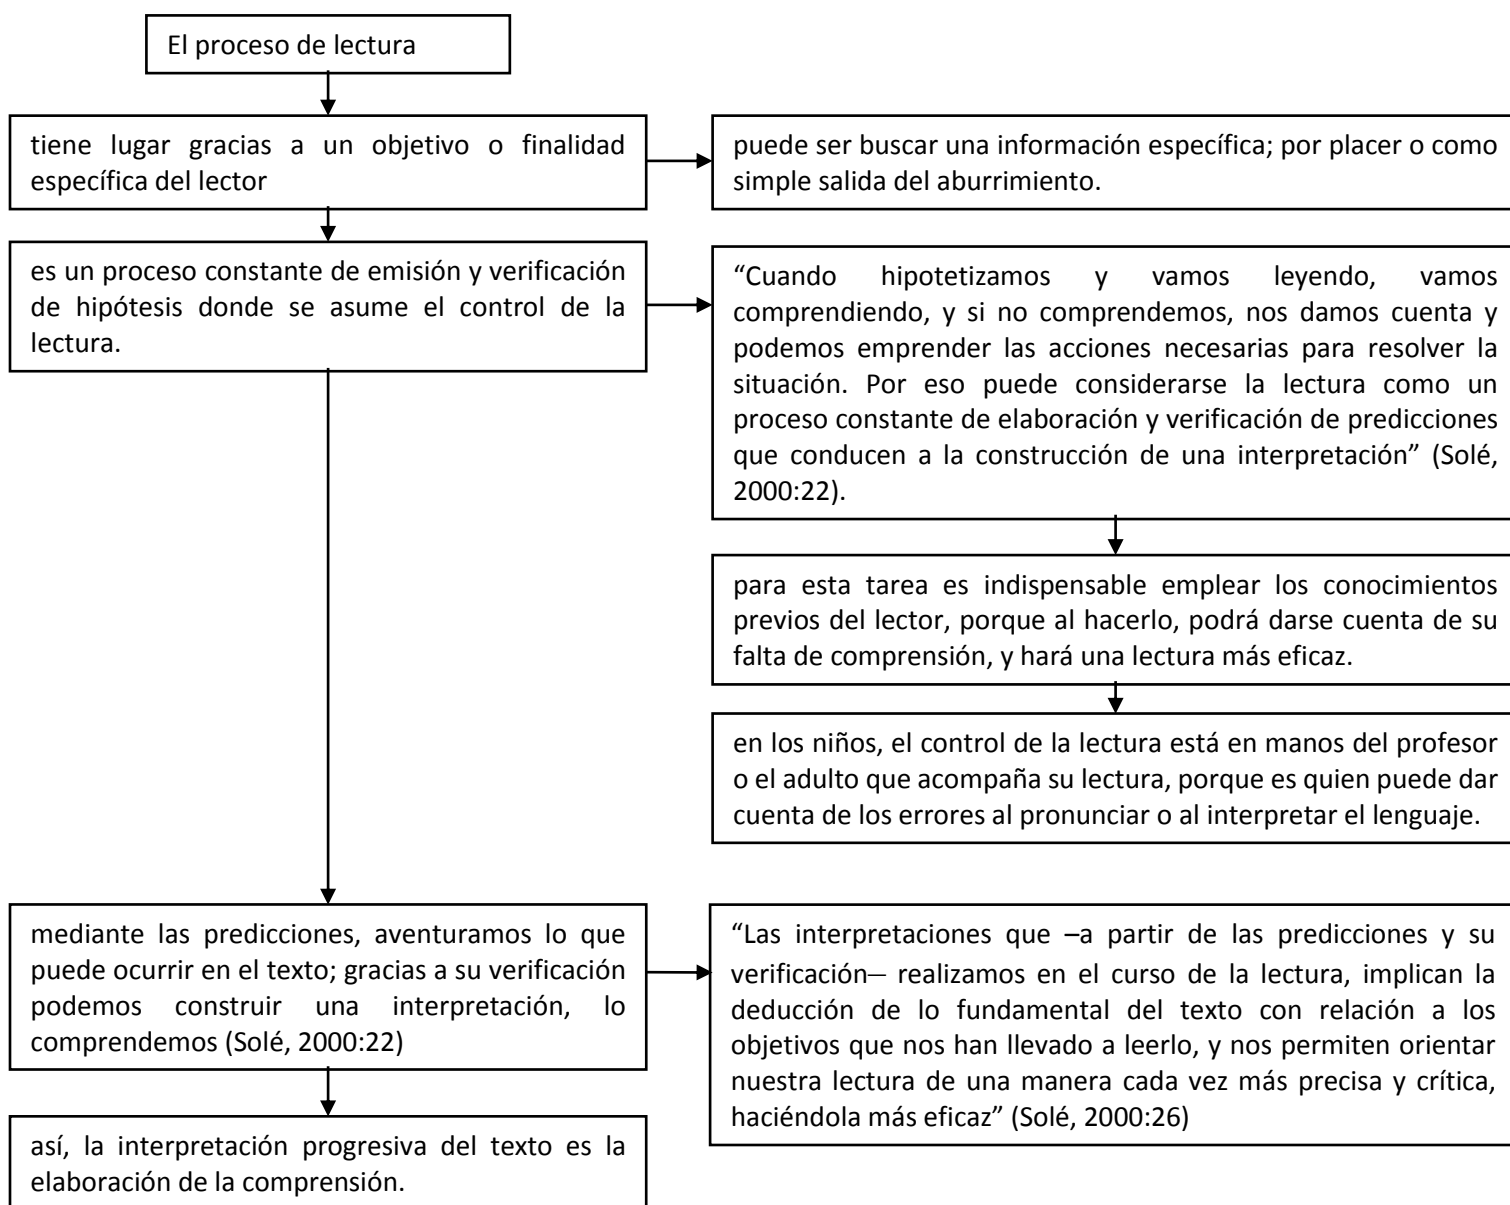 El proceso de lectura
tiene lugar gracias a un objetivo o finalidad
específica del lector
puede ser buscar una información específica; por placer o como
simple salida del aburrimiento.
es un proceso constante de emisión y verificación
de hipótesis donde se asume el control de la
lectura.
“Cuando hipotetizamos y vamos leyendo, vamos
comprendiendo, y si no comprendemos, nos damos cuenta y
podemos emprender las acciones necesarias para resolver la
situación. Por eso puede considerarse la lectura como un
proceso constante de elaboración y verificación de predicciones
que conducen a la construcción de una interpretación” (Solé,
2000:22).
para esta tarea es indispensable emplear los conocimientos
previos del lector, porque al hacerlo, podrá darse cuenta de su
falta de comprensión, y hará una lectura más eficaz.
en los niños, el control de la lectura está en manos del profesor
o el adulto que acompaña su lectura, porque es quien puede dar
cuenta de los errores al pronunciar o al interpretar el lenguaje.
mediante las predicciones, aventuramos lo que
puede ocurrir en el texto; gracias a su verificación
podemos construir una interpretación, lo
comprendemos (Solé, 2000:22)
“Las interpretaciones que –a partir de las predicciones y su
verificación– realizamos en el curso de la lectura, implican la
deducción de lo fundamental del texto con relación a los
objetivos que nos han llevado a leerlo, y nos permiten orientar
nuestra lectura de una manera cada vez más precisa y crítica,
haciéndola más eficaz” (Solé, 2000:26)
así, la interpretación progresiva del texto es la
elaboración de la comprensión.